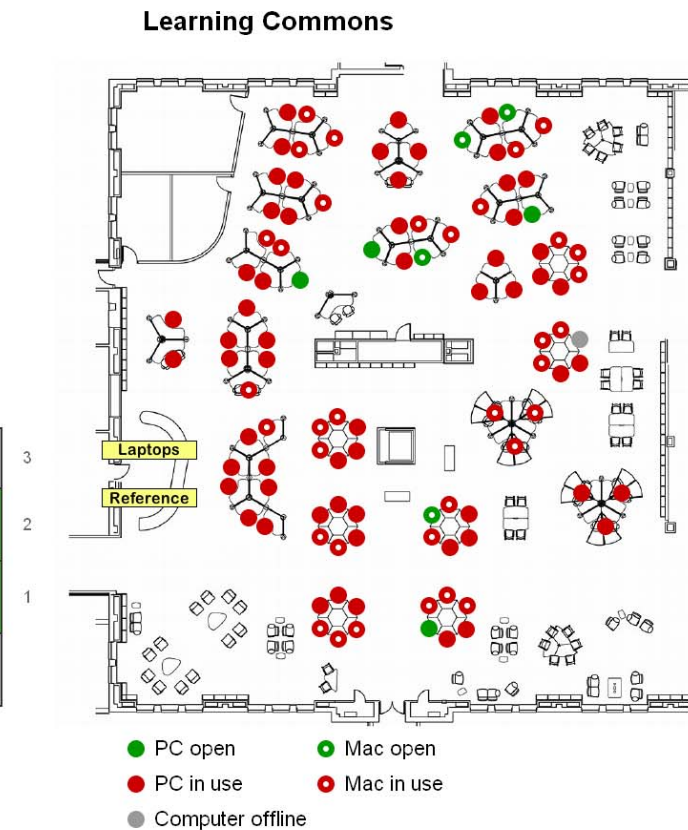 Learning Commons
Laptops
Reference
3
2
1
PC open
Mac open
PC in use
Mac in use
Computer offline